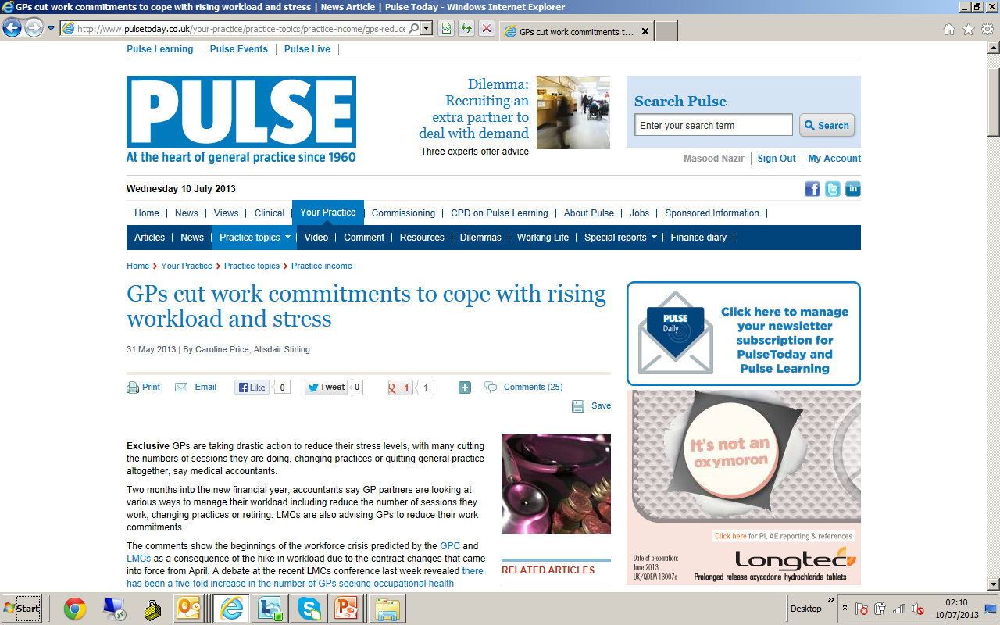 GPs cut work commitments to cope with rising workload and stress | News Article | Pulse Today - Windows Internet Explorer
http://www.pulsetoday.co.uk/your-practice/practice-topics/practice-income/gps-reduce
GPs cut work commitments t...
Pulse Learning | Pulse Events | Pulse Live |
PULSE
At the heart of general practice since 1960
Dilemma:
Recruiting an
extra partner to
deal with demand
Three experts offer advice
Search Pulse
Enter your search term
Search
Masood Nazir | Sign Out | My Account
Wednesday 10 July 2013
Home | News | Views | Clinical | Your Practice | Commissioning | CPD on Pulse Learning | About Pulse | Jobs | Sponsored Information |
Articles | News | Practice topics | Video | Comment | Resources | Dilemmas | Working Life | Special reports | Finance diary |
Home > Your Practice > Practice topics > Practice income
GPs cut work commitments to cope with rising
workload and stress
31 May 2013 | By Caroline Price, Alisdair Stirling
Print Email Like 0 Tweet 0 +1 1 Comments (25)
Save
Exclusive GPs are taking drastic action to reduce their stress levels, with many cutting
the numbers of sessions they are doing, changing practices or quitting general practice
altogether, say medical accountants.
Two months into the new financial year, accountants say GP partners are looking at
various ways to manage their workload including reduce the number of sessions they
work, changing practices or retiring. LMCs are also advising GPs to reduce their work
commitments.
The comments show the beginnings of the workforce crisis predicted by the GPC and
LMCs as a consequence of the hike in workload due to the contract changes that came
into force from April. A debate at the recent LMCs conference last week revealed there
has been a five-fold increase in the number of GPs seeking occupational health
RELATED ARTICLES
PULSE
Daily
Click here to manage
your newsletter
subscription for
PulseToday and
Pulse Learning
It's not an
oxymoron
Click here for PI, AE reporting & references
Date of preparation:
June 2013
UK/QDEM-13007a
Longtec
Prolonged release oxycodone hydrochloride tablets
Start
Desktop
02:10
10/07/2013